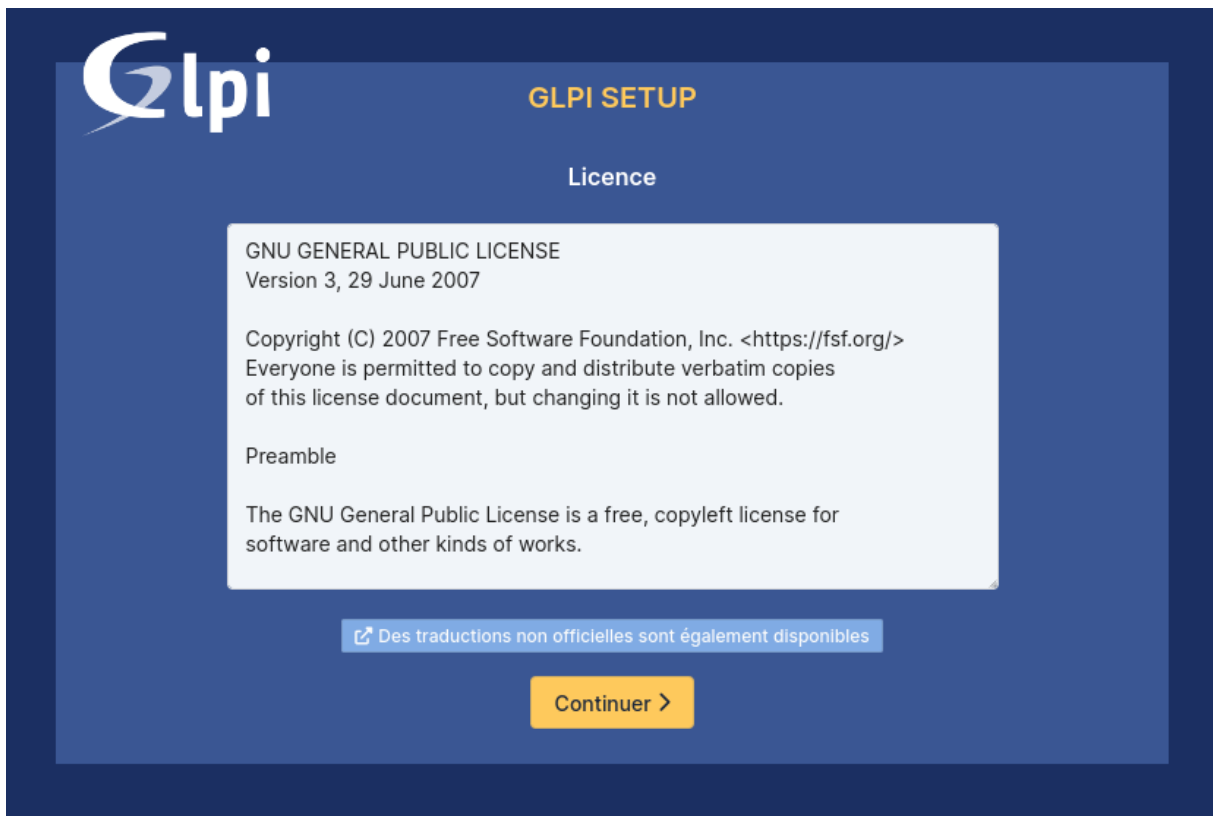 Glpi
GLPI SETUP
Licence
GNU GENERAL PUBLIC LICENSE
Version 3, 29 June 2007
Copyright (C) 2007 Free Software Foundation, Inc. <https://fsf.org/>
Everyone is permitted to copy and distribute verbatim copies
of this license document, but changing it is not allowed.
Preamble
The GNU General Public License is a free, copyleft license for
software and other kinds of works.
Des traductions non officielles sont également disponibles
Continuer